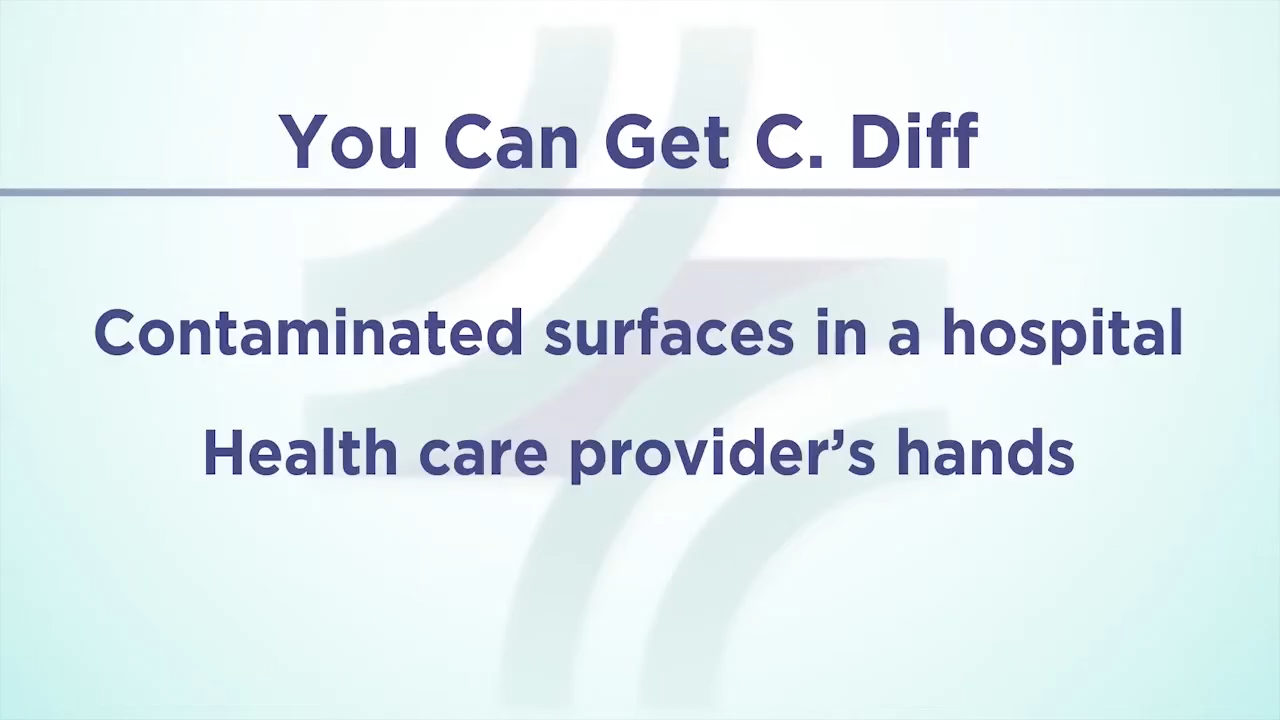 You Can Get C. Diff
Contaminated surfaces in a hospital
Health care provider’s hands